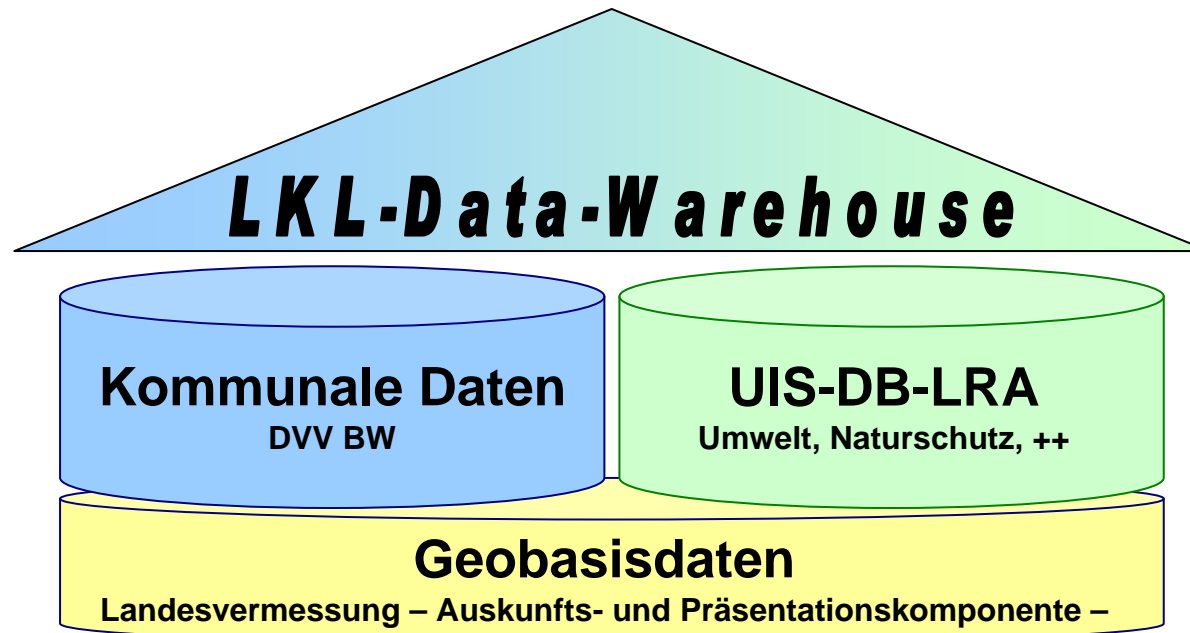 LKL-Data-Warehouse
Kommunale Daten
DVV BW
UIS-DB-LRA
Umwelt, Naturschutz, ++
Geobasisdaten
Landesvermessung – Auskunfts- und Präsentationskomponente –